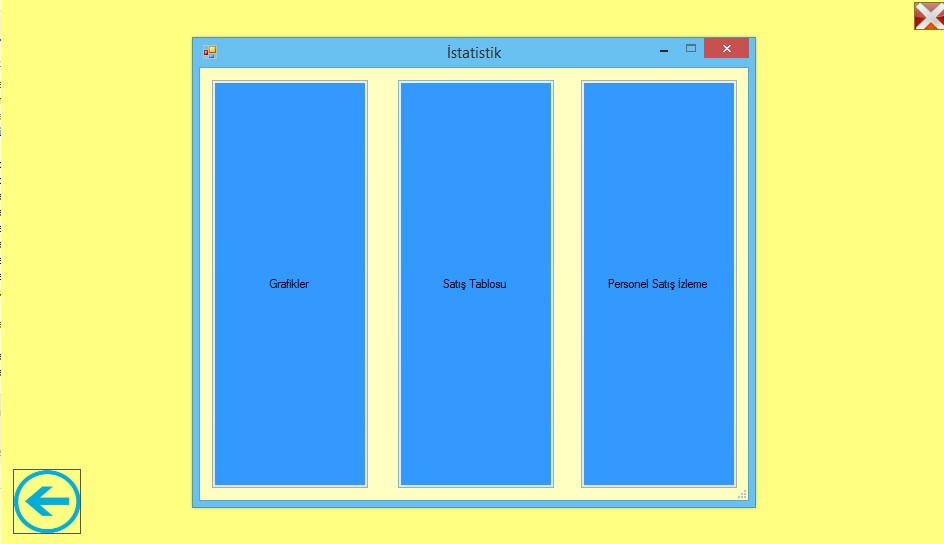 İstatistik
Grafikler
Satış Tablosu
Personel Satış İzleme